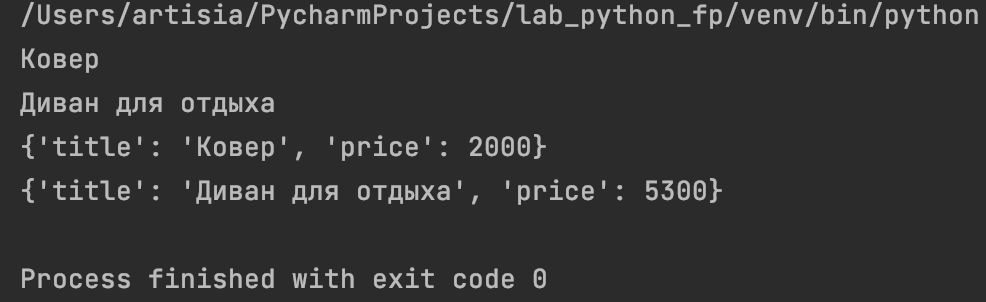 /Users/artisia/PycharmProjects/lab_python_fp/venv/bin/python
Ковер
Диван для отдыха
{'title': 'Ковер', 'price': 2000}
{'title': 'Диван для отдыха', 'price': 5300}
Process finished with exit code 0